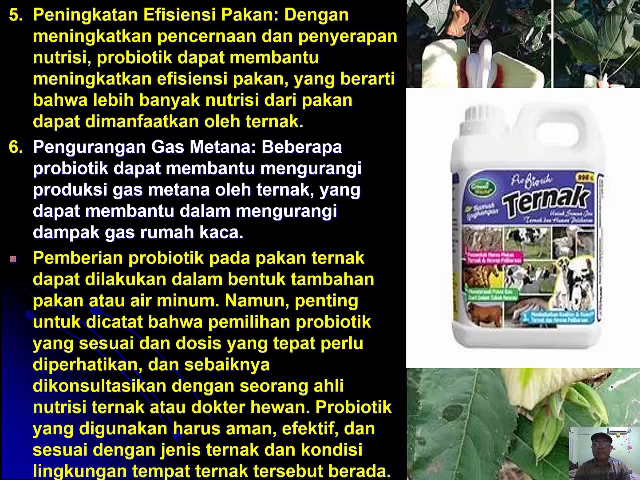 5. Peningkatan Efisiensi Pakan: Dengan
meningkatkan pencernaan dan penyerapan
nutrisi, probiotik dapat membantu
meningkatkan efisiensi pakan, yang berarti
bahwa lebih banyak nutrisi dari pakan
dapat dimanfaatkan oleh ternak.
6. Pengurangan Gas Metana: Beberapa
probiotik dapat membantu mengurangi
produksi gas metana oleh ternak, yang
dapat membantu dalam mengurangi
dampak gas rumah kaca.
Pemberian probiotik pada pakan ternak
dapat dilakukan dalam bentuk tambahan
pakan atau air minum. Namun, penting
untuk dicatat bahwa pemilihan probiotik
yang sesuai dan dosis yang tepat perlu
diperhatikan, dan sebaiknya
dikonsultasikan dengan seorang ahli
nutrisi ternak atau dokter hewan. Probiotik
yang digunakan harus aman, efektif, dan
sesuai dengan jenis ternak dan kondisi
lingkungan tempat ternak tersebut berada.
ProBiotik
Ternak